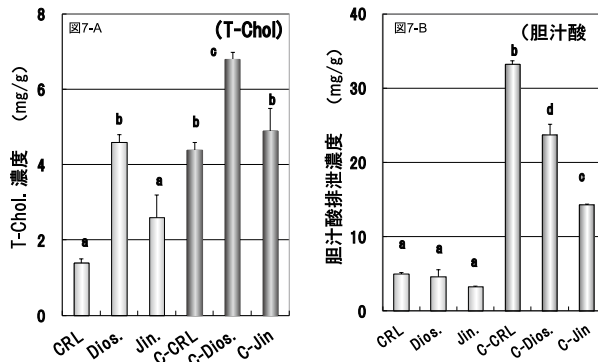 図7-A
(T-Chol)
T-Chol. 濃度 (mg/g)
8
6
4
2
0
a
b
a
b
c
b
CRL
Dios.
Jin.
C-CRL
C-Dios.
C-Jin
図7-B
(胆汁酸
胆汁酸排泄濃度 (mg/g)
40
30
20
10
0
a
a
a
b
d
c
CRL
Dios.
Jin.
C-CRL
C-Dios.
C-Jin